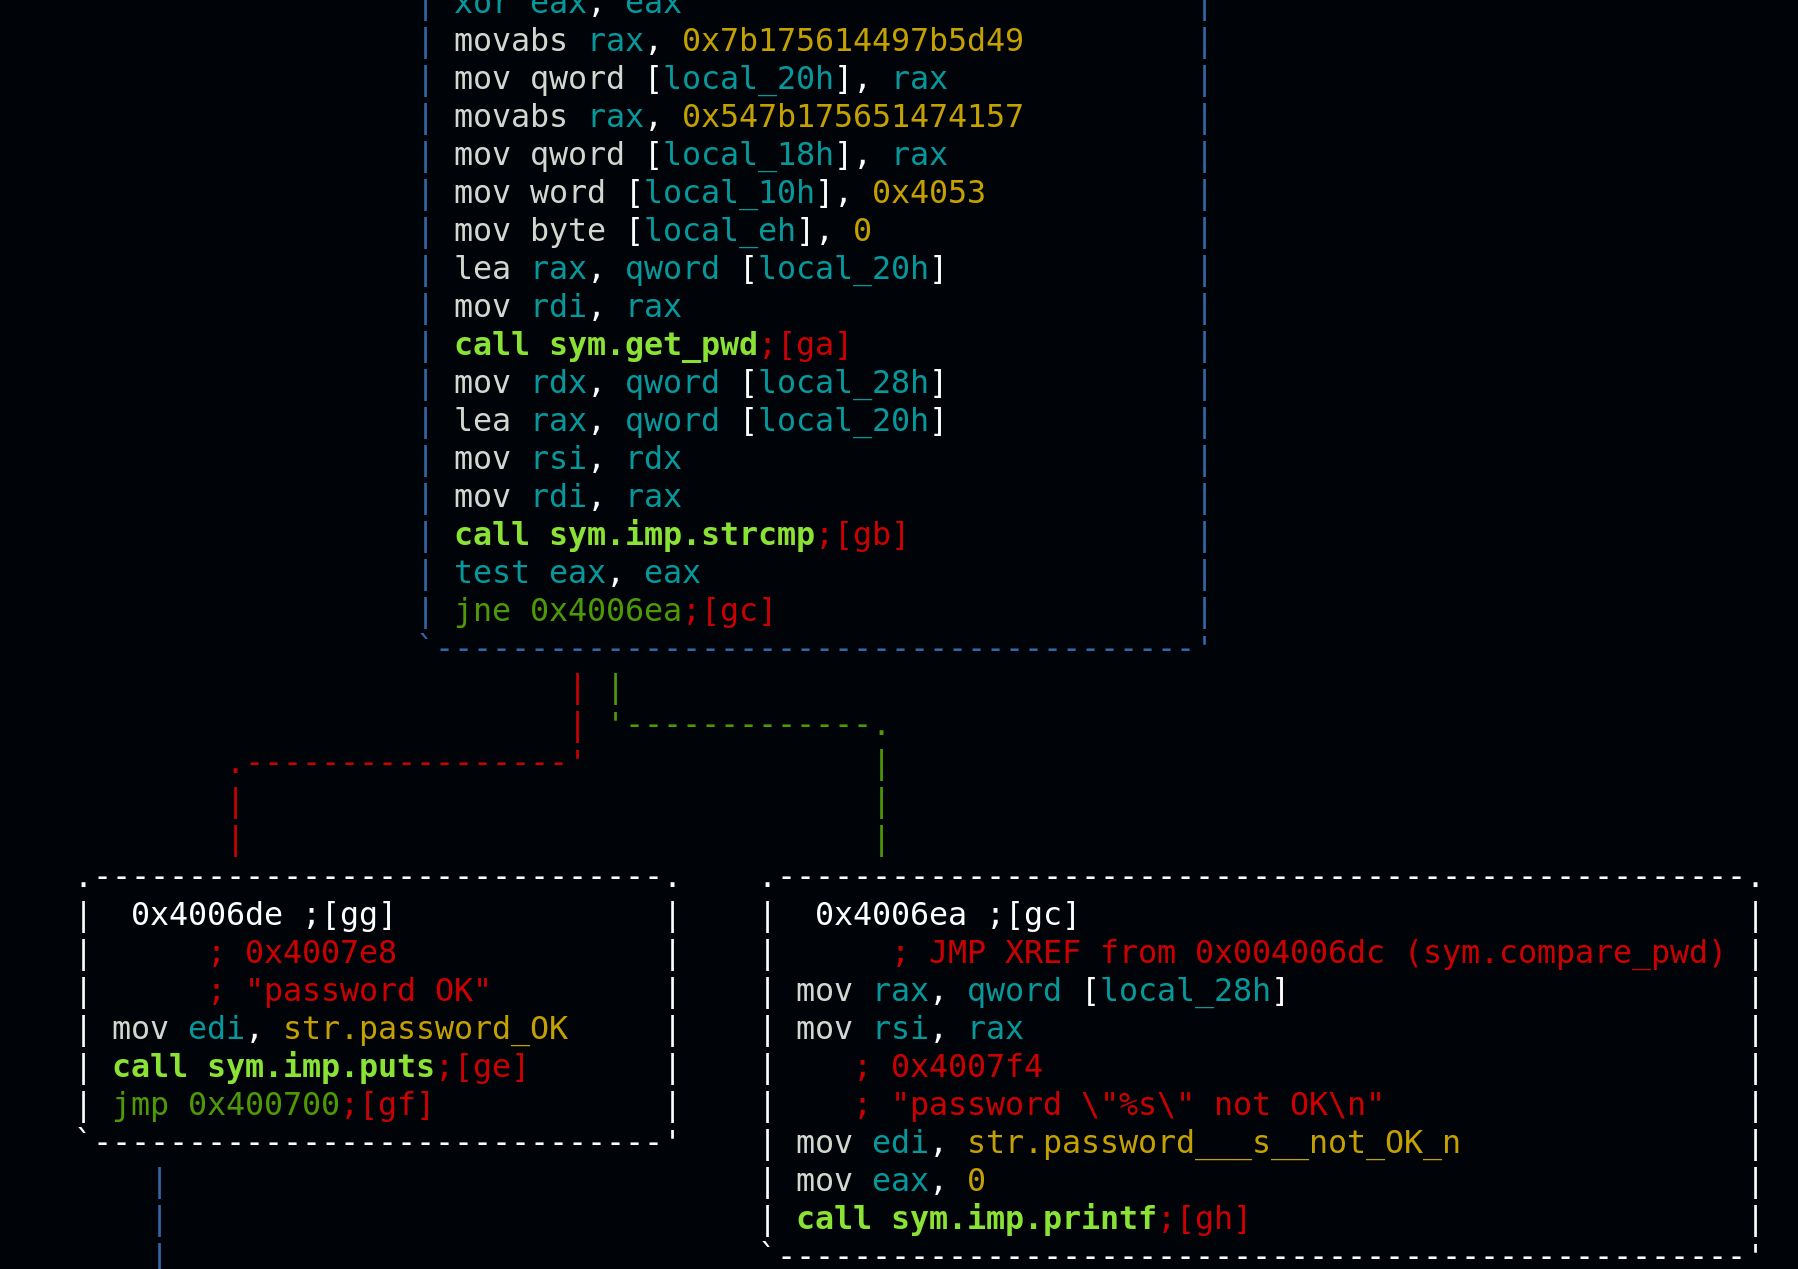 xor eax, eax
movabs rax, 0x7b175614497b5d49
mov qword [local_20h], rax
movabs rax, 0x547b175651474157
mov qword [local_18h], rax
mov word [local_10h], 0x4053
mov byte [local_eh], 0
lea rax, qword [local_20h]
mov rdi, rax
call sym.get_pwd;[ga]
mov rdx, qword [local_28h]
lea rax, qword [local_20h]
mov rsi, rdx
mov rdi, rax
call sym.imp.strcmp;[gb]
test eax, eax
jne 0x4006ea;[gc]
0x4006de ;[gg]
; 0x4007e8
; "password OK"
mov edi, str.password_OK
call sym.imp.puts;[ge]
jmp 0x400700;[gf]
0x4006ea ;[gc]
; JMP XREF from 0x004006dc (sym.compare_pwd)
mov rax, qword [local_28h]
mov rsi, rax
; 0x4007f4
; "password \"%s\" not OK\n"
mov edi, str.password___s__not_OK_n
mov eax, 0
call sym.imp.printf;[gh]